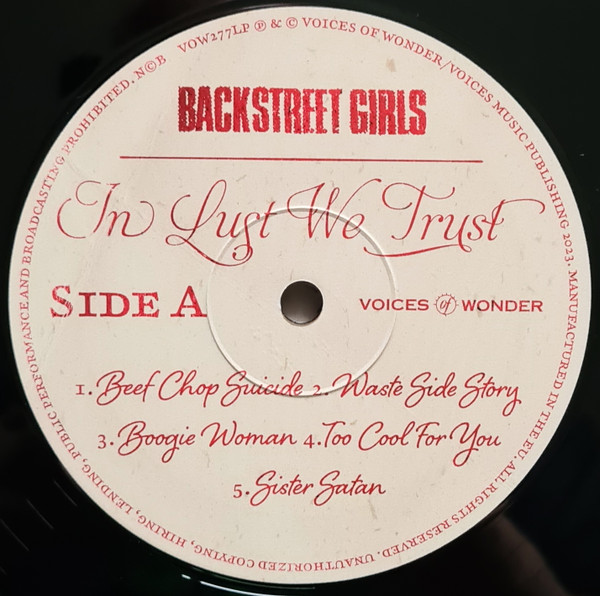 BACKSTREET GIRLS
In Lust We Trust
SIDE A
VOICES of WONDER
1. Beef Chop Suicide 2. Waste Side Story
3. Boogie Woman 4. Too Cool For You
5. Sister Satan
VOW277LP ℗ & © VOICES OF WONDER/VOICES MUSIC PUBLISHING 2023. MANUFACTURED IN THE EU. ALL RIGHTS RESERVED. UNAUTHORIZED COPYING, HIRING, LENDING, PUBLIC PERFORMANCE AND BROADCASTING PROHIBITED. N©B